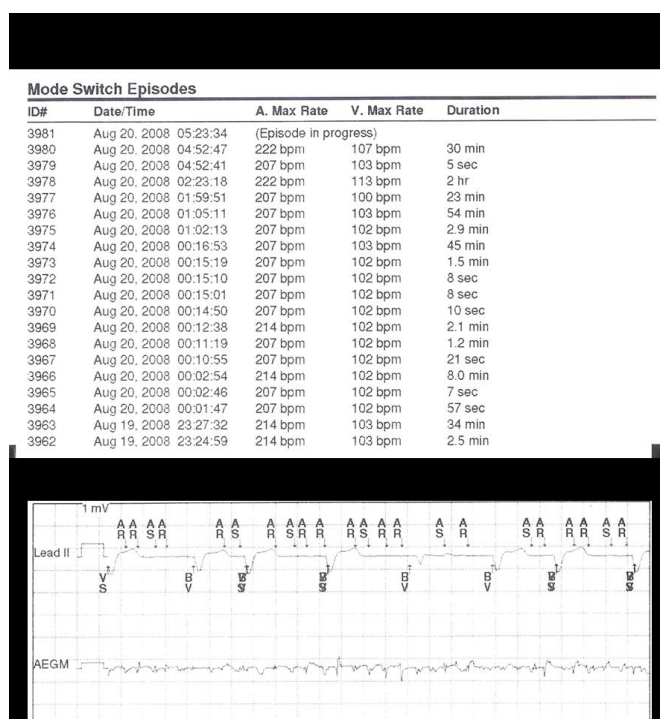 Mode Switch Episodes
ID# Date/Time A. Max Rate V. Max Rate Duration
3981 Aug 20, 2008 05:23:34 (Episode in progress)
3980 Aug 20, 2008 04:52:47 222 bpm 107 bpm 30 min
3979 Aug 20, 2008 04:52:41 207 bpm 103 bpm 5 sec
3978 Aug 20, 2008 02:23:18 222 bpm 113 bpm 2 hr
3977 Aug 20, 2008 01:59:51 207 bpm 100 bpm 23 min
3976 Aug 20, 2008 01:05:11 207 bpm 103 bpm 54 min
3975 Aug 20, 2008 01:02:13 207 bpm 102 bpm 2.9 min
3974 Aug 20, 2008 00:16:53 207 bpm 103 bpm 45 min
3973 Aug 20, 2008 00:15:19 207 bpm 102 bpm 1.5 min
3972 Aug 20, 2008 00:15:10 207 bpm 102 bpm 8 sec
3971 Aug 20, 2008 00:15:01 207 bpm 102 bpm 8 sec
3970 Aug 20, 2008 00:14:50 207 bpm 102 bpm 10 sec
3969 Aug 20, 2008 00:12:38 214 bpm 102 bpm 2.1 min
3968 Aug 20, 2008 00:11:19 207 bpm 102 bpm 1.2 min
3967 Aug 20, 2008 00:10:55 207 bpm 102 bpm 21 sec
3966 Aug 20, 2008 00:02:54 214 bpm 102 bpm 8.0 min
3965 Aug 20, 2008 00:02:46 207 bpm 102 bpm 7 sec
3964 Aug 20, 2008 00:01:47 207 bpm 102 bpm 57 sec
3963 Aug 19, 2008 23:27:32 214 bpm 103 bpm 34 min
3962 Aug 19, 2008 23:24:59 214 bpm 103 bpm 2.5 min
1 mV
A A A A A A A A A A A A A A A A A A A A A A
R R S R R S R S R R R S R R S R S R R R S R
Lead II
V B B B
S V V V
AEGM